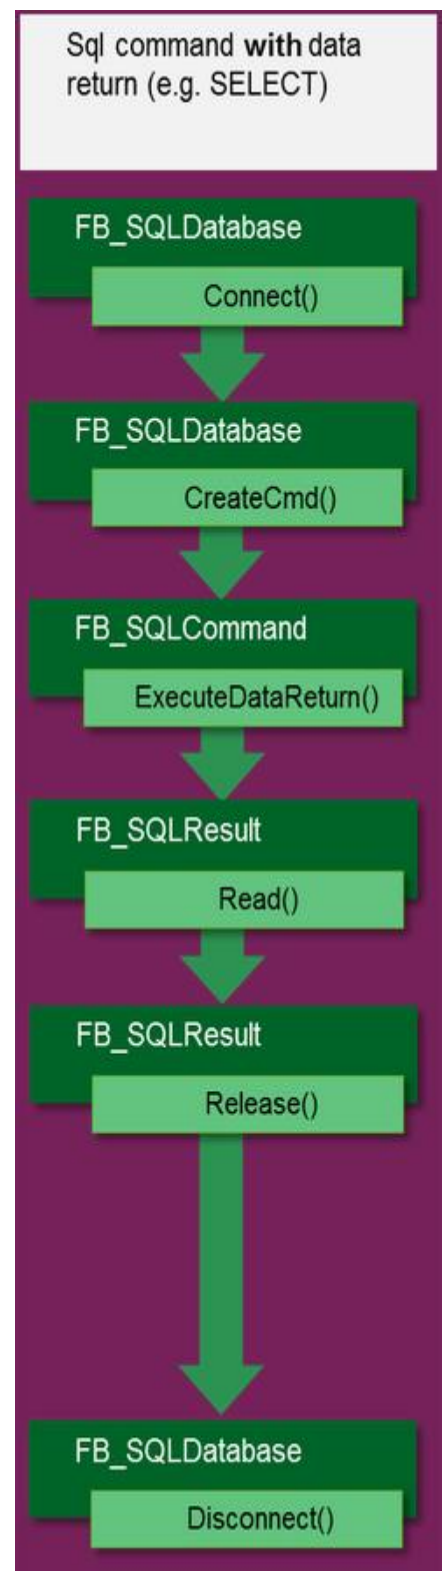 Sql command with data
return (e.g. SELECT)
FB_SQLDatabase
Connect()
FB_SQLDatabase
CreateCmd()
FB_SQLCommand
ExecuteDataReturn()
FB_SQLResult
Read()
FB_SQLResult
Release()
FB_SQLDatabase
Disconnect()